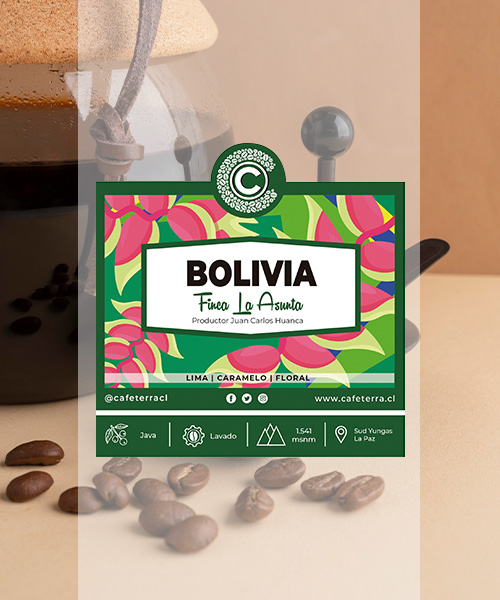 C
BOLIVIA
Finca La Asunta
Productor Juan Carlos Huanca
LIMA | CARAMELO | FLORAL
@cafeterracl
www.cafeterra.cl
Java
Lavado
1.541
msnm
Sud Yungas
La Paz